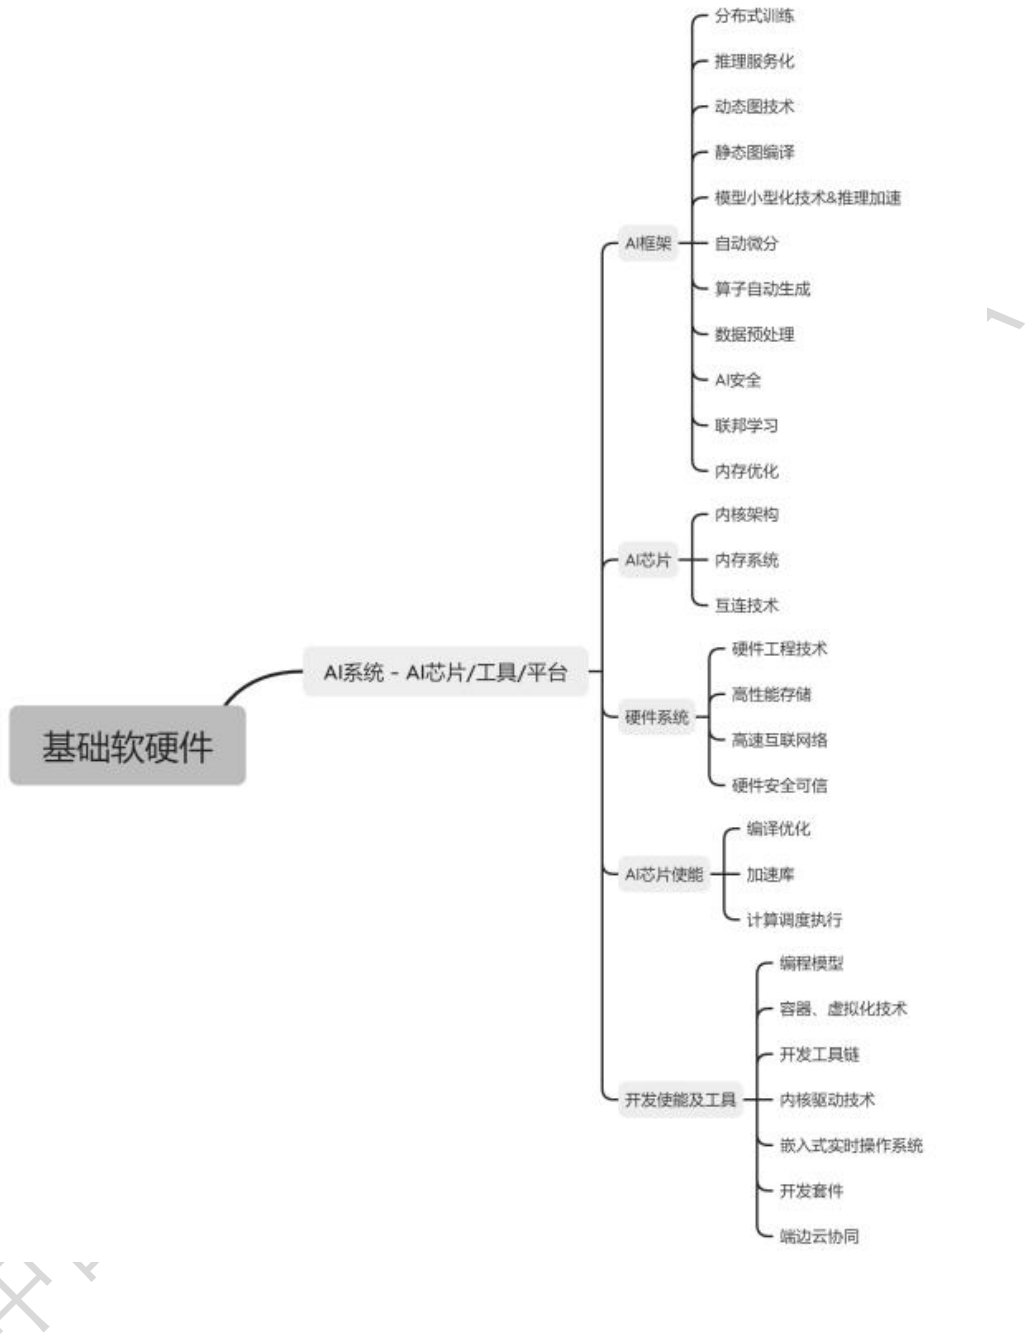 基础软硬件
AI系统 - AI芯片/工具/平台
AI框架
分布式训练
推理服务化
动态图技术
静态图编译
模型小型化技术&推理加速
自动微分
算子自动生成
数据预处理
AI安全
联邦学习
内存优化
AI芯片
内核架构
内存系统
互连技术
硬件系统
硬件工程技术
高性能存储
高速互联网络
硬件安全可信
AI芯片使能
编译优化
加速库
计算调度执行
开发使能及工具
编程模型
容器、虚拟化技术
开发工具链
内核驱动技术
嵌入式实时操作系统
开发套件
端边云协同